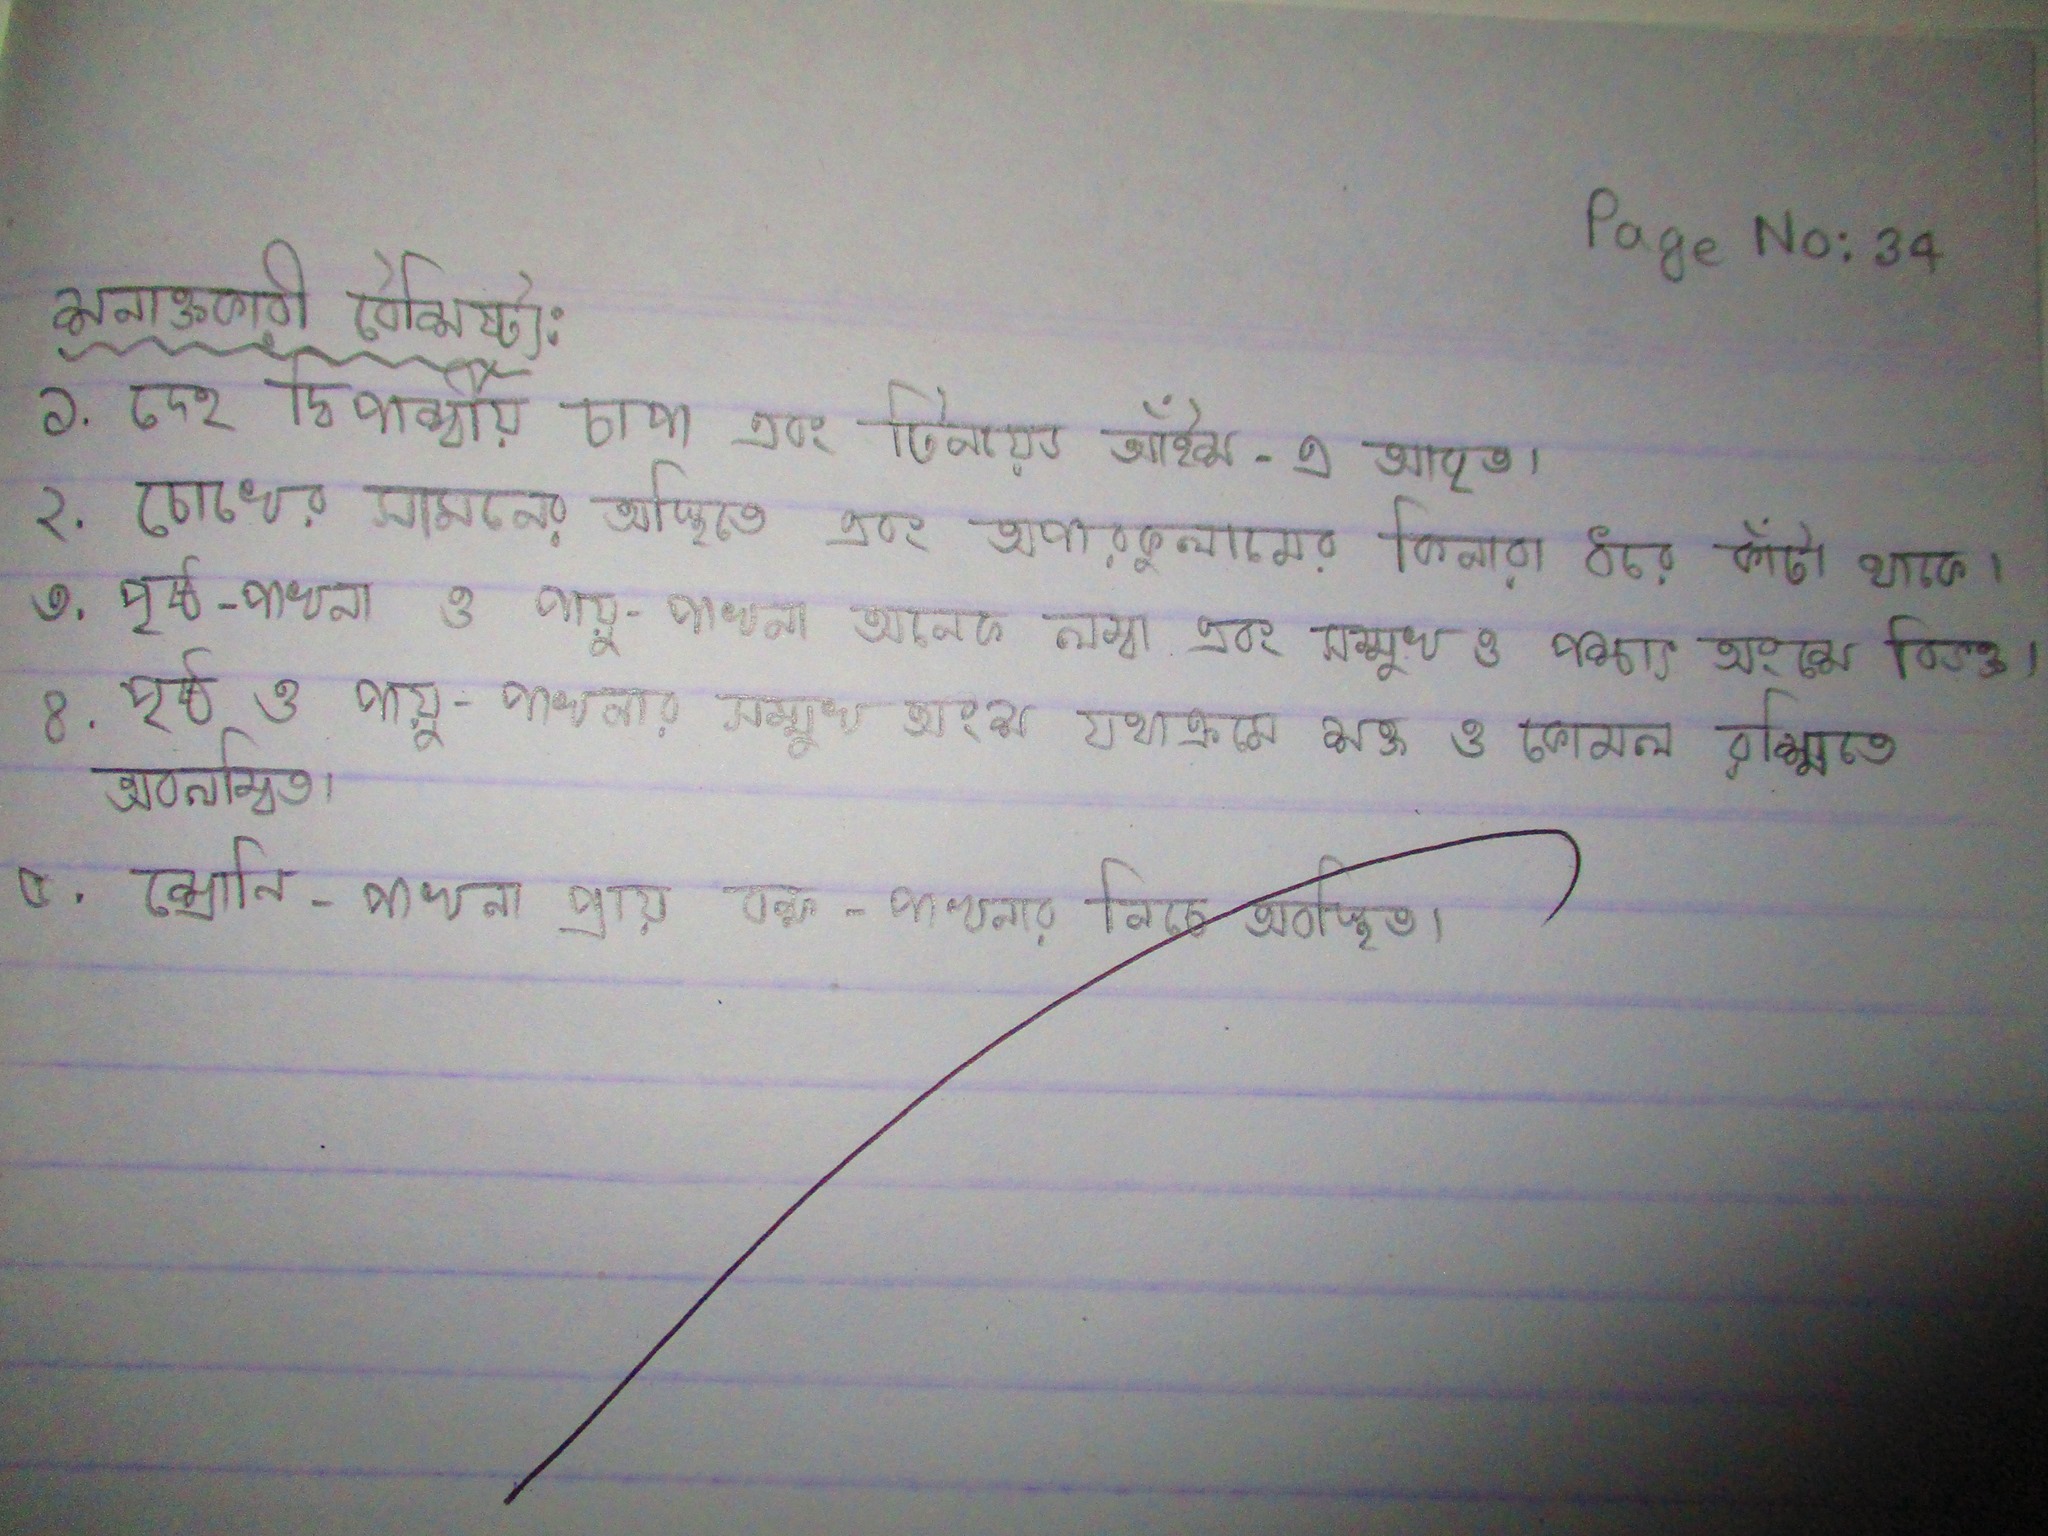 Page No: 34
শনাক্তকারী বৈশিষ্ট্য:
১. দেহ দ্বিপার্শ্বীয় চাপা এবং টিনয়েড আঁইশ-এ আবৃত।
২. চোখের সামনের অস্থিতে এবং অপারকুলামের কিনারা ধরে কাঁটা থাকে।
৩. পৃষ্ঠ-পাখনা ও পায়ু-পাখনা অনেক লম্বা এবং সম্মুখ ও পশ্চাৎ অংশে বিভক্ত।
৪. পৃষ্ঠ ও পায়ু-পাখনার সম্মুখ অংশ যথাক্রমে শক্ত ও কোমল রশ্মিতে
অবলম্বিত।
৫. শ্রোনি-পাখনা প্রায় বক্ষ-পাখনার নিচে অবস্থিত।